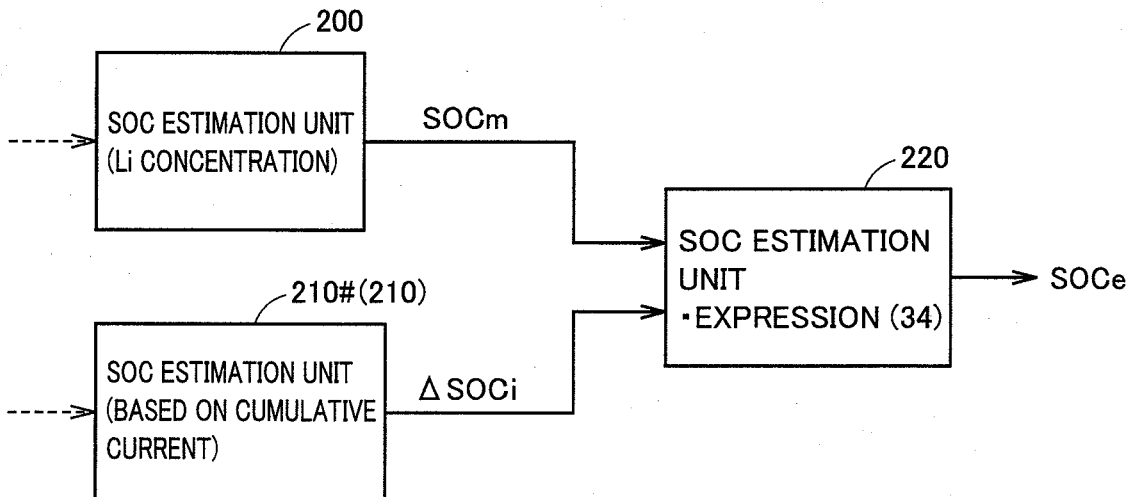 200
SOC ESTIMATION UNIT
(Li CONCENTRATION)
SOCm
220
SOC ESTIMATION
UNIT
・EXPRESSION (34)
SOCe
210#(210)
SOC ESTIMATION UNIT
(BASED ON CUMULATIVE
CURRENT)
ΔSOCi